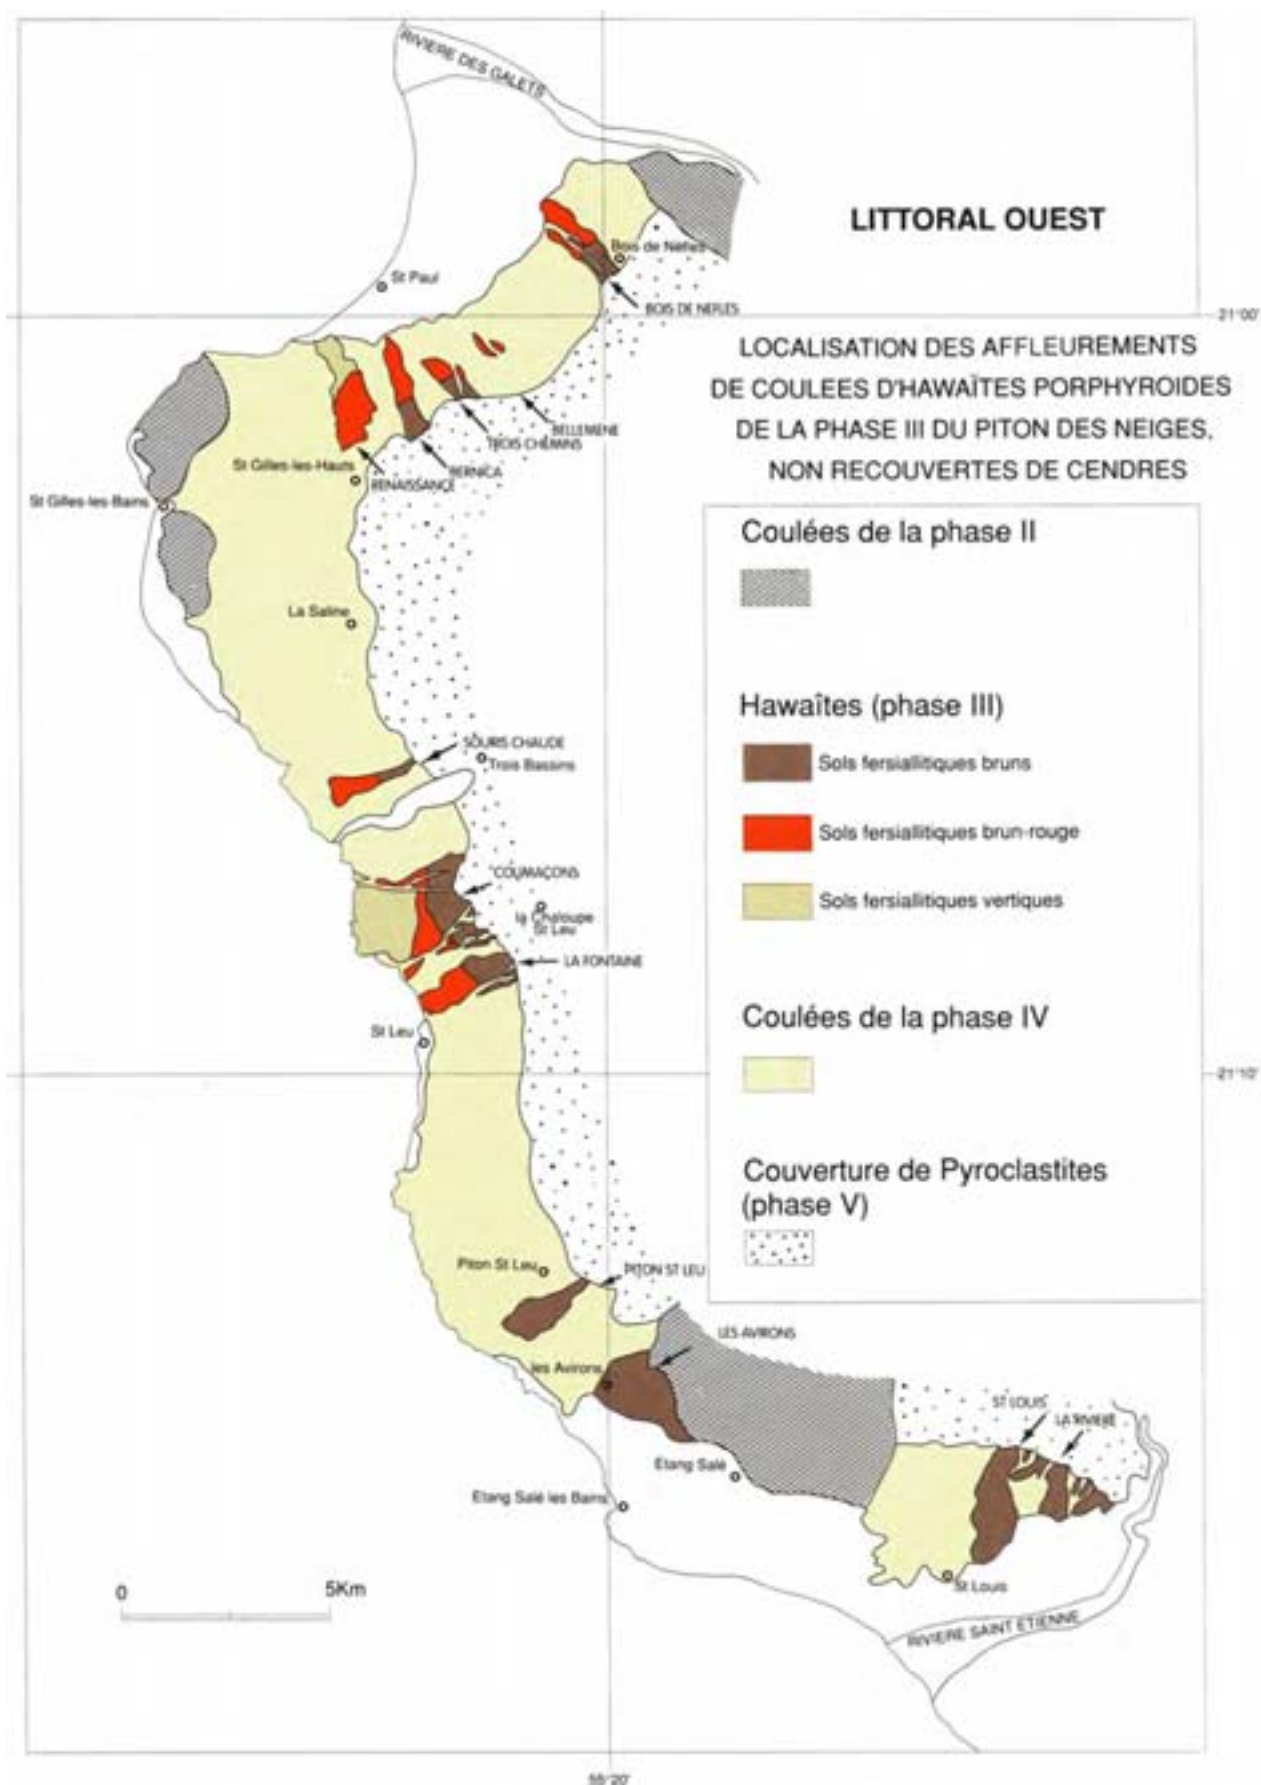 RIVIERE DES GALETS
LITTORAL OUEST
Bois de Nèfles
St Paul
BOIS DE NEFLES
21°00'
LOCALISATION DES AFFLEUREMENTS
DE COULEES D'HAWAÎTES PORPHYROIDES
DE LA PHASE III DU PITON DES NEIGES,
NON RECOUVERTES DE CENDRES
BELLEMENE
TROIS CHEMINS
BERNICA
St Gilles-les-Hauts
RENAISSANCE
St Gilles-les-Bains
Coulées de la phase II
La Saline
Hawaîtes (phase III)
SOURIS CHAUDE
Trois Bassins
Sols fersiallitiques bruns
Sols fersiallitiques brun-rouge
COLIMAÇONS
Sols fersiallitiques vertiques
la Chaloupe
St Leu
LA FONTAINE
Coulées de la phase IV
St Leu
21°10'
Couverture de Pyroclastites
(phase V)
Piton St Leu
PITON ST LEU
LES AVIRONS
les Avirons
ST LOUIS
LA RIVIERE
Etang Salé
Etang Salé les Bains
St Louis
0 5Km
RIVIERE SAINT ETIENNE
55°20'